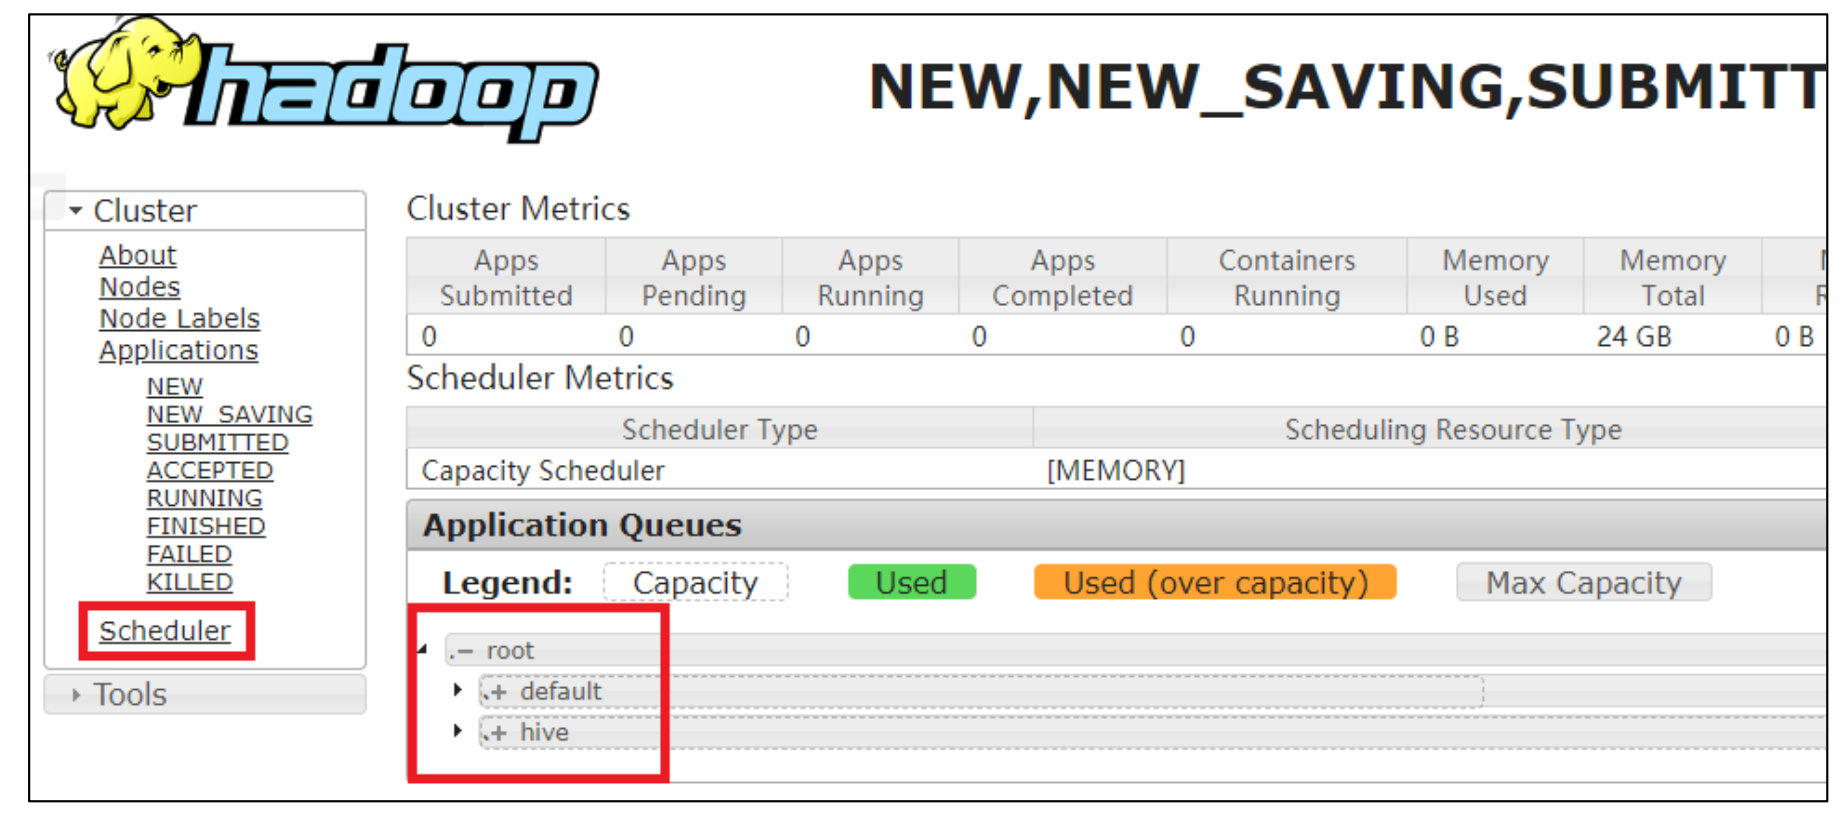 hadoop
NEW,NEW_SAVING,SUBMITT
Cluster
About
Nodes
Node Labels
Applications
NEW
NEW_SAVING
SUBMITTED
ACCEPTED
RUNNING
FINISHED
FAILED
KILLED
Scheduler
Tools
Cluster Metrics
Apps Submitted Apps Pending Apps Running Apps Completed Containers Running Memory Used Memory Total
0 0 0 0 0 0 B 24 GB 0 B
Scheduler Metrics
Scheduler Type Scheduling Resource Type
Capacity Scheduler [MEMORY]
Application Queues
Legend: Capacity Used Used (over capacity) Max Capacity
.− root
.+ default
.+ hive